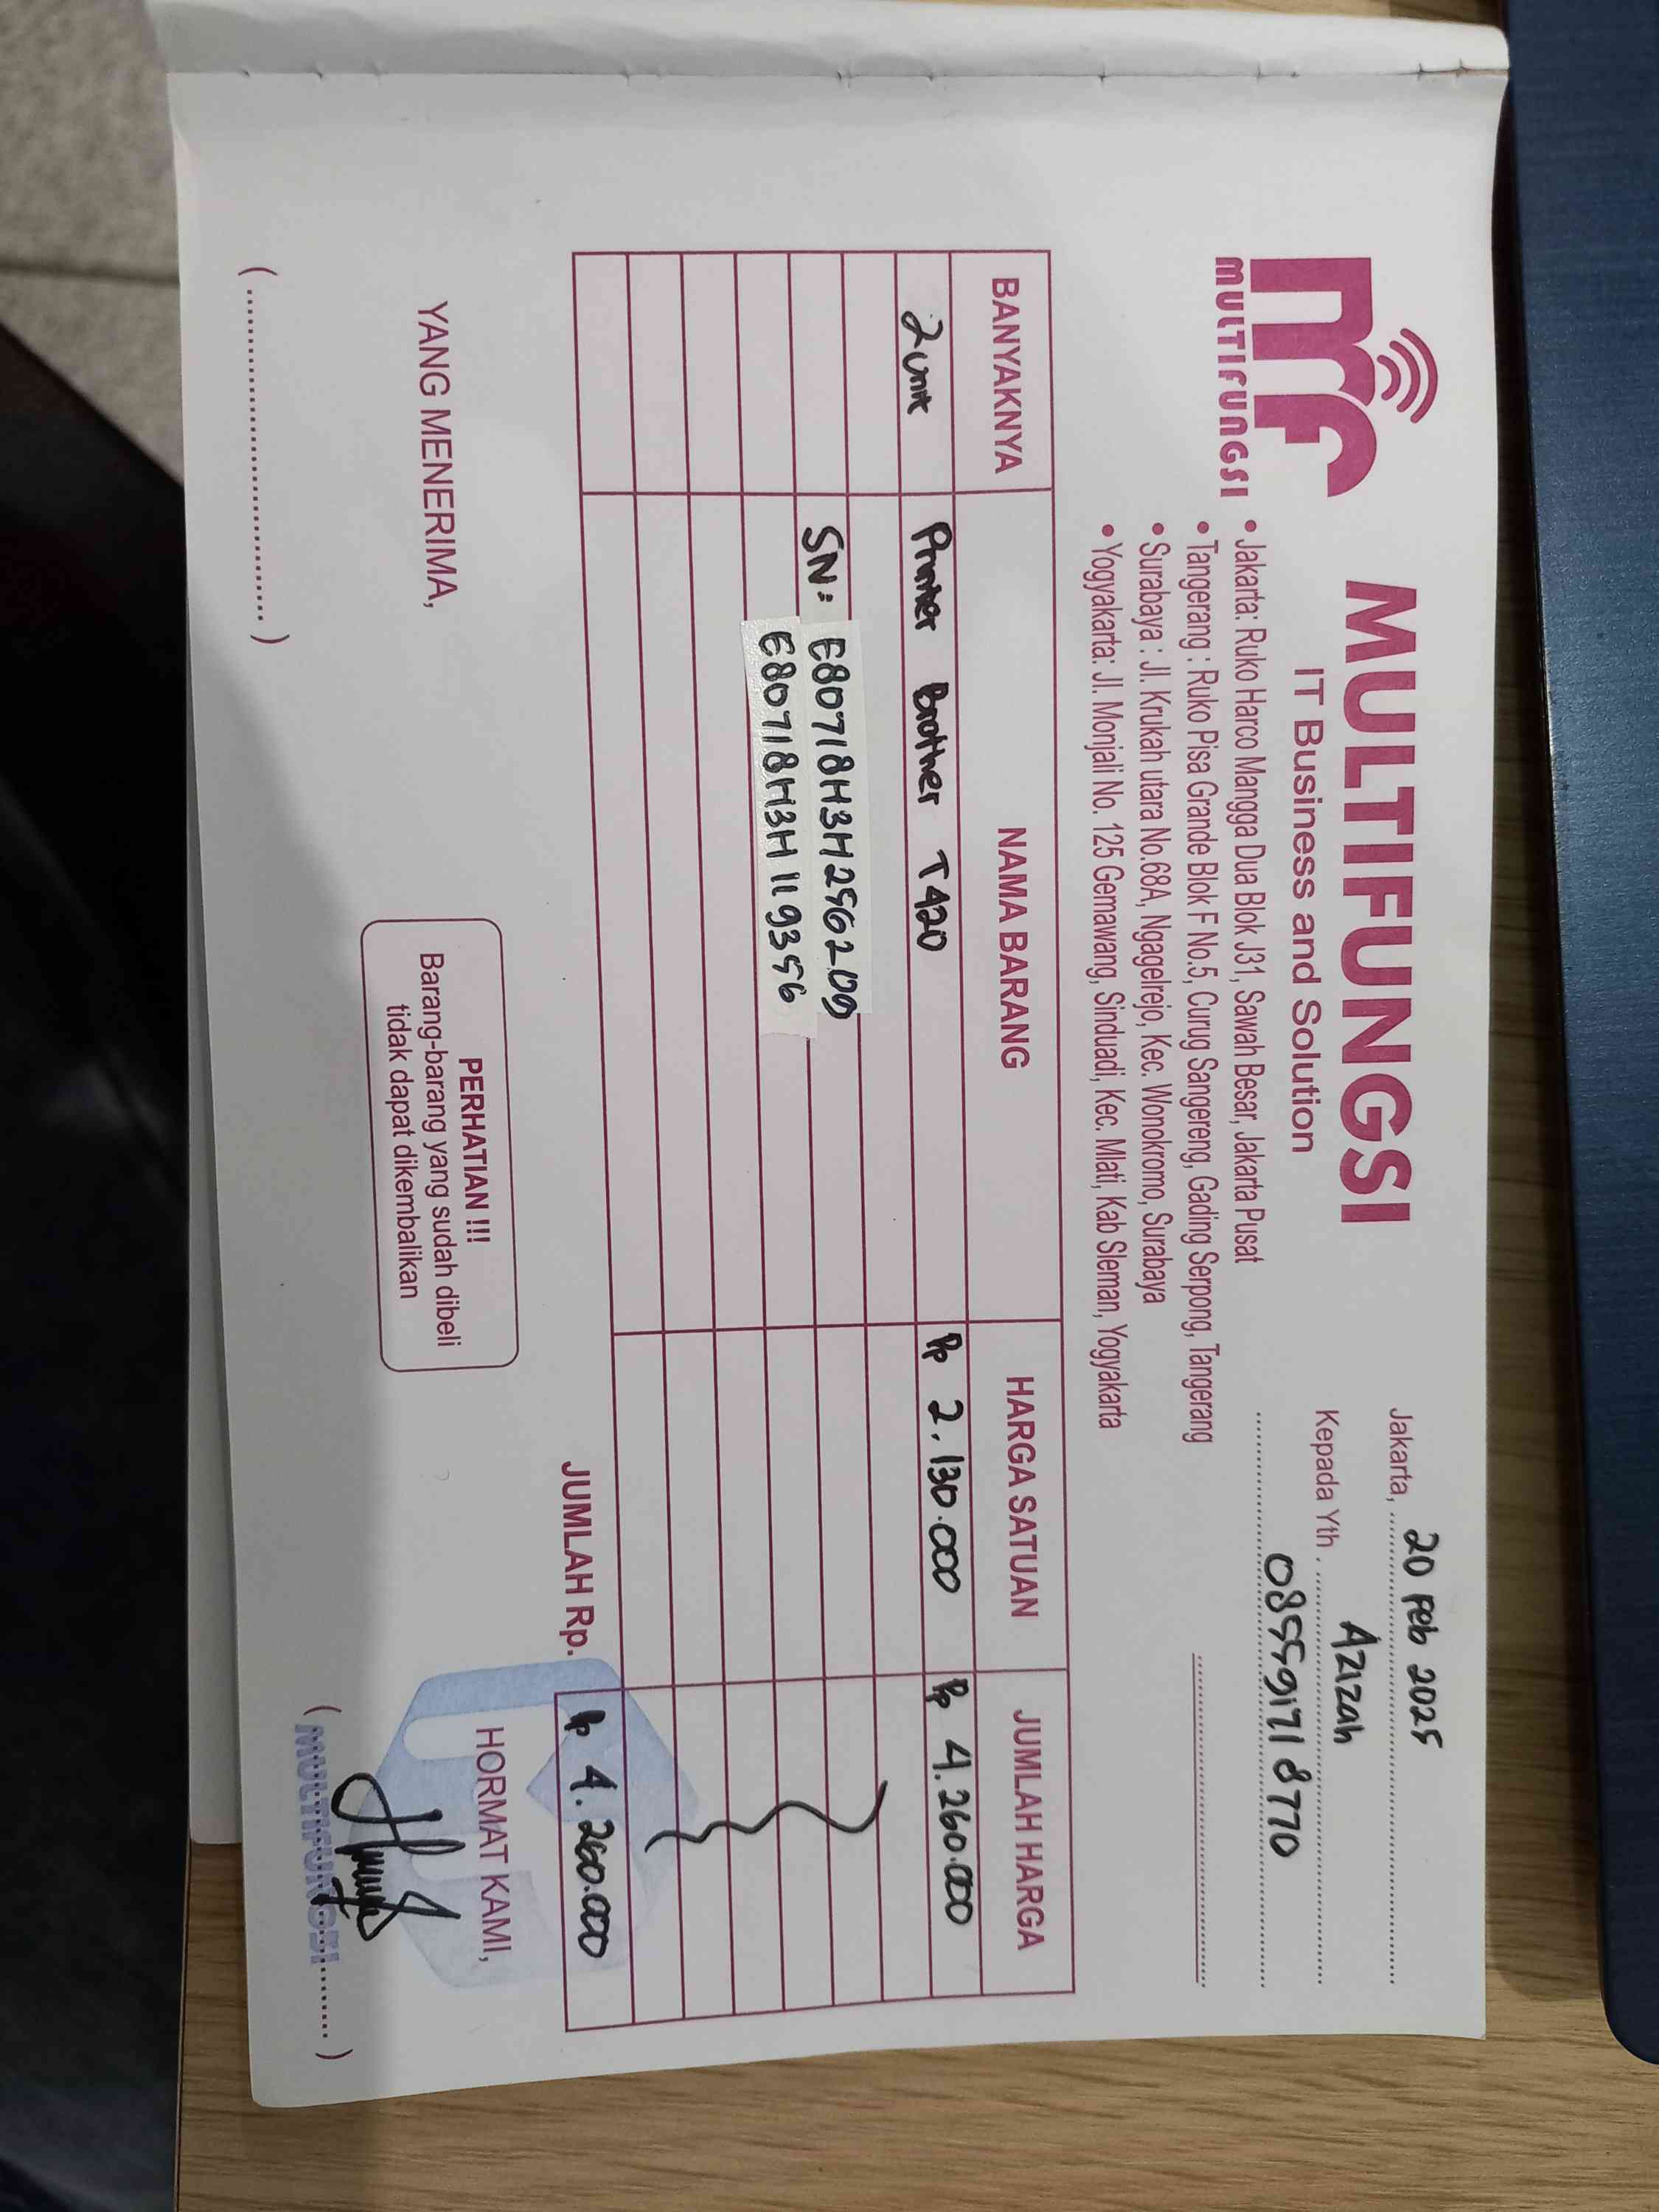 MULTIFUNGSI
MULTIFUNGSI
IT Business and Solution
• Jakarta: Ruko Harco Mangga Dua Blok J31, Sawah Besar, Jakarta Pusat
• Tangerang : Ruko Pisa Grande Blok F No.5, Curug Sangereng, Gading Serpong, Tangerang
• Surabaya : Jl. Krukah utara No.68A, Ngagelrejo, Kec. Wonokromo, Surabaya
• Yogyakarta: Jl. Monjali No. 125 Gemawang, Sinduadi, Kec. Mlati, Kab Sleman, Yogyakarta
Jakarta, 20 Feb 2025
Kepada Yth. Azizah
085591718770
BANYAKNYA NAMA BARANG HARGA SATUAN JUMLAH HARGA
2 unit Printer Brother T420 Rp 2.130.000 Rp 4.260.000
SN: E80718H3H
E80718H3H119356
JUMLAH Rp. Rp 4.260.000
YANG MENERIMA,
PERHATIAN !!!
Barang-barang yang sudah dibeli
tidak dapat dikembalikan
HORMAT KAMI,
(....................................)
( MULTIFUNGSI ........ )